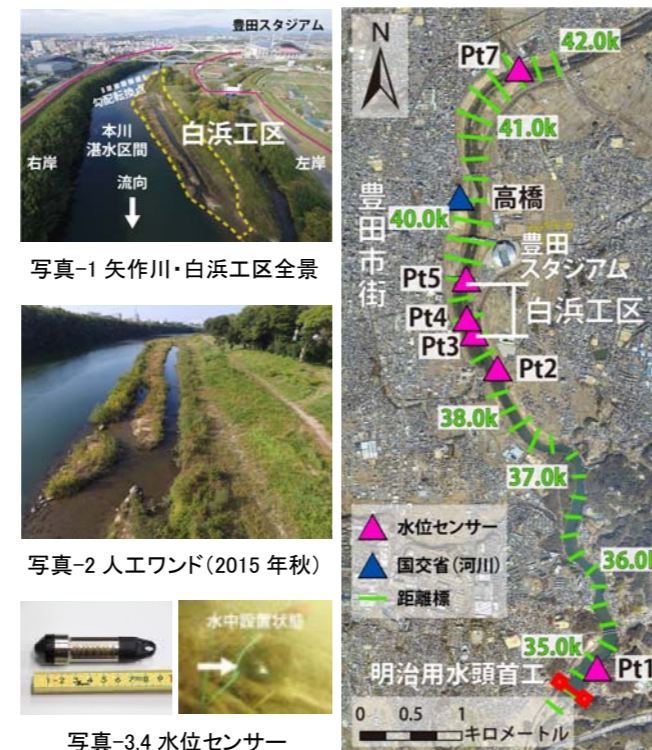 豊田スタジアム
勾配転換点
本川
湛水区間
白浜工区
右岸
左岸
流向
写真-1 矢作川・白浜工区全景
写真-2 人工ワンド(2015 年秋)
水中設置状態
写真-3.4 水位センサー
N
Pt7
42.0k
41.0k
高橋
40.0k
豊田市街
豊田
スタジアム
Pt5
白浜工区
Pt4
Pt3
Pt2
38.0k
37.0k
水位センサー
国交省(河川)
距離標
36.0k
35.0k
明治用水頭首工
Pt1
0 0.5 1
キロメートル